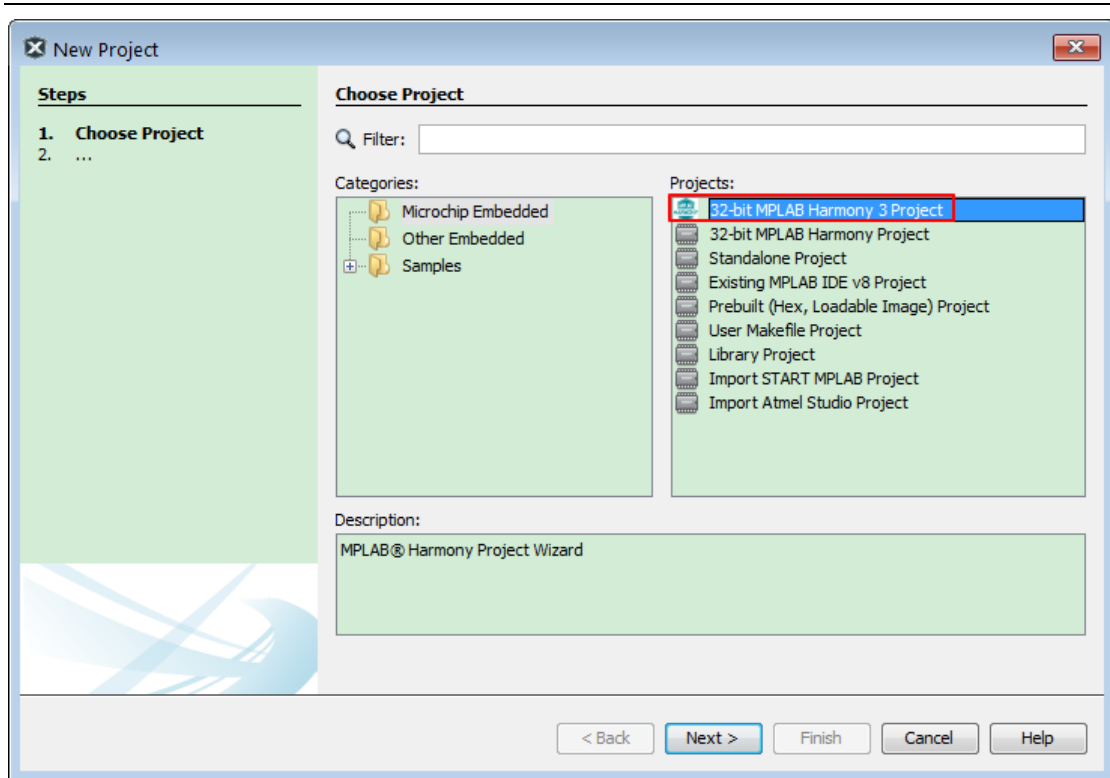 New Project
Steps
1. Choose Project
2. ...
Choose Project
Filter:
Categories:
Microchip Embedded
Other Embedded
Samples
Projects:
32-bit MPLAB Harmony 3 Project
32-bit MPLAB Harmony Project
Standalone Project
Existing MPLAB IDE v8 Project
Prebuilt (Hex, Loadable Image) Project
User Makefile Project
Library Project
Import START MPLAB Project
Import Atmel Studio Project
Description:
MPLAB® Harmony Project Wizard
< Back Next > Finish Cancel Help